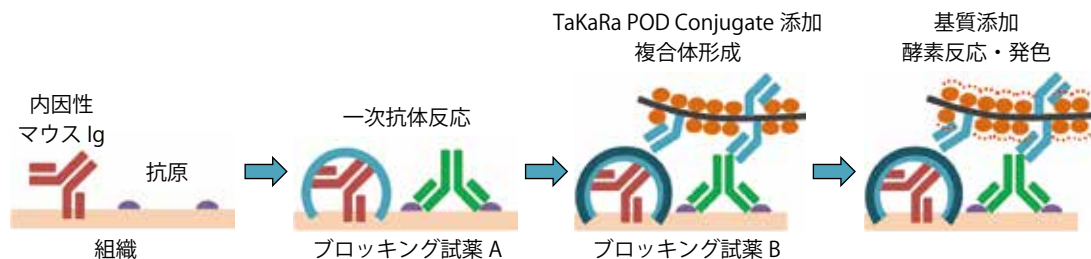 内因性
マウス Ig
抗原
組織
一次抗体反応
ブロッキング試薬 A
TaKaRa POD Conjugate 添加
複合体形成
ブロッキング試薬 B
基質添加
酵素反応・発色